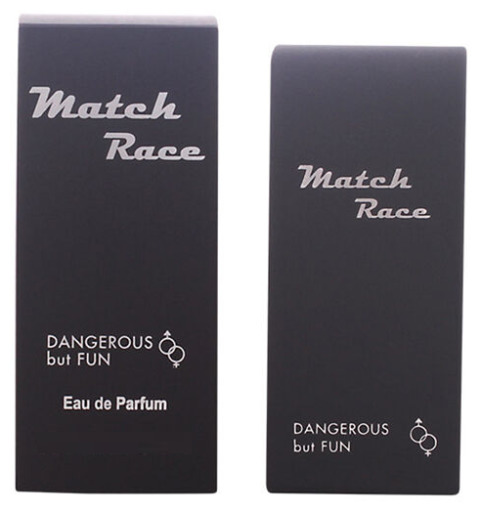 Match
Race
DANGEROUS
but FUN
Eau de Parfum
Match
Race
DANGEROUS
but FUN